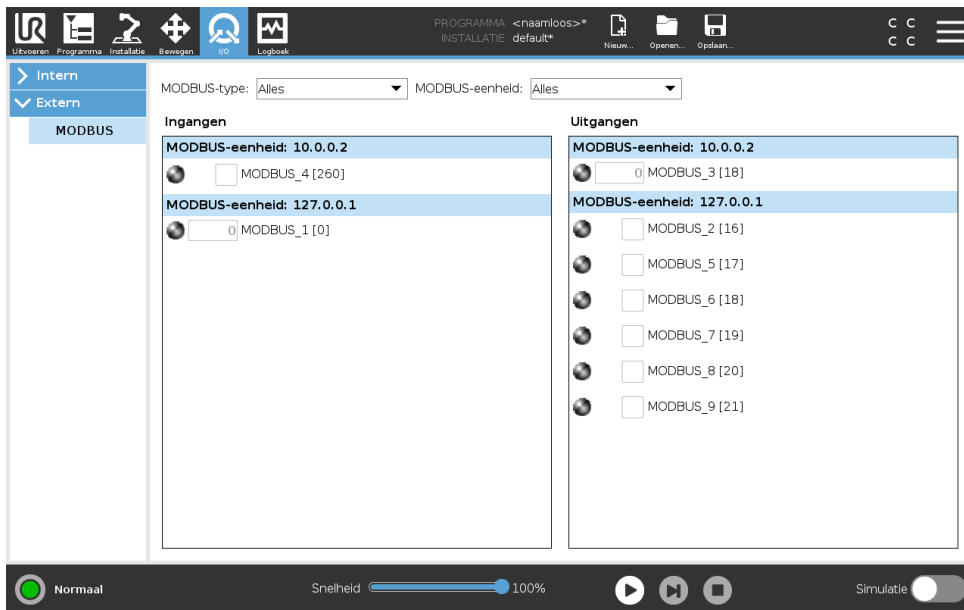 UR
PROGRAMMA <naamloos>*
INSTALLATIE default*
Uitvoeren Programma Installatie Bewegen I/O Logboek Nieuw... Openen... Opslaan...
C C
C C
Intern
Extern
MODBUS
MODBUS-type: Alles MODBUS-eenheid: Alles
Ingangen
MODBUS-eenheid: 10.0.0.2
MODBUS_4 [260]
MODBUS-eenheid: 127.0.0.1
0 MODBUS_1 [0]
Uitgangen
MODBUS-eenheid: 10.0.0.2
0 MODBUS_3 [18]
MODBUS-eenheid: 127.0.0.1
MODBUS_2 [16]
MODBUS_5 [17]
MODBUS_6 [18]
MODBUS_7 [19]
MODBUS_8 [20]
MODBUS_9 [21]
Normaal Snelheid 100% Simulatie